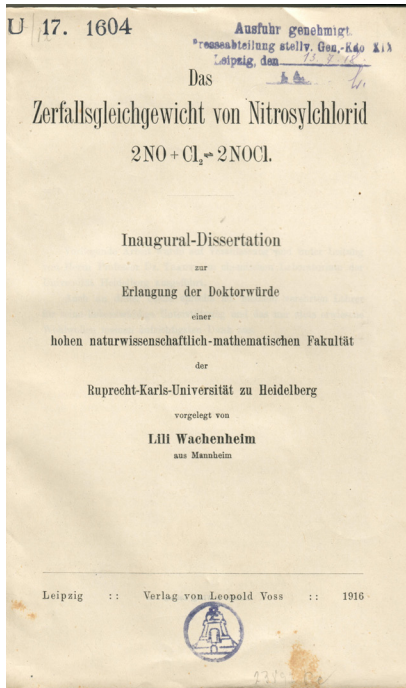 U 17. 1604
Ausfuhr genehmigt.
Presseabteilung stellv. Gen.-Kdo XIX
Leipzig, den
Das
Zerfallsgleichgewicht von Nitrosylchlorid
2NO + Cl₂ ⇌ 2NOCl.
Inaugural-Dissertation
zur
Erlangung der Doktorwürde
einer
hohen naturwissenschaftlich-mathematischen Fakultät
der
Ruprecht-Karls-Universität zu Heidelberg
vorgelegt von
Lili Wachenheim
aus Mannheim
Leipzig :: Verlag von Leopold Voss :: 1916